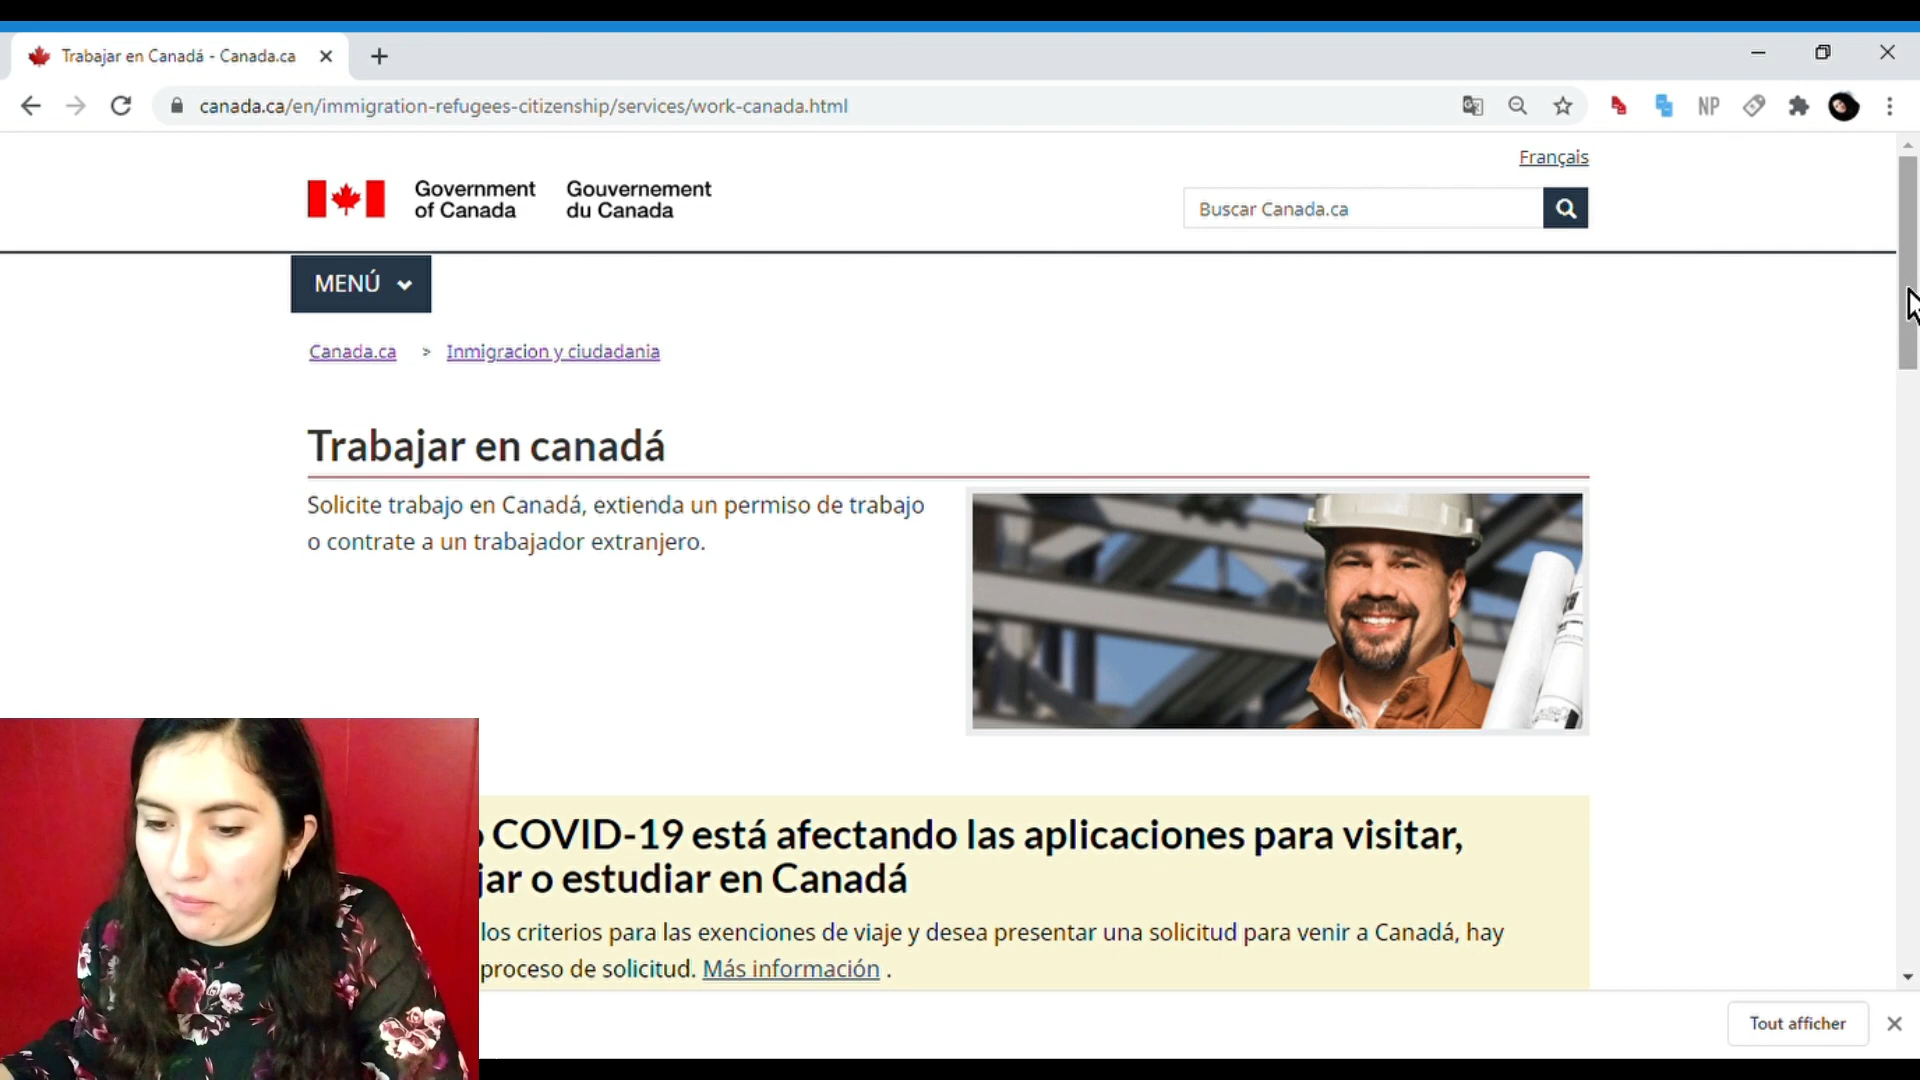 Trabajar en Canadá - Canada.ca
canada.ca/en/immigration-refugees-citizenship/services/work-canada.html
NP
Français
Government of Canada
Gouvernement du Canada
Buscar Canada.ca
MENÚ
Canada.ca > Inmigracion y ciudadania
Trabajar en canadá
Solicite trabajo en Canadá, extienda un permiso de trabajo
o contrate a un trabajador extranjero.
COVID-19 está afectando las aplicaciones para visitar,
jar o estudiar en Canadá
los criterios para las exenciones de viaje y desea presentar una solicitud para venir a Canadá, hay
proceso de solicitud. Más información .
Tout afficher